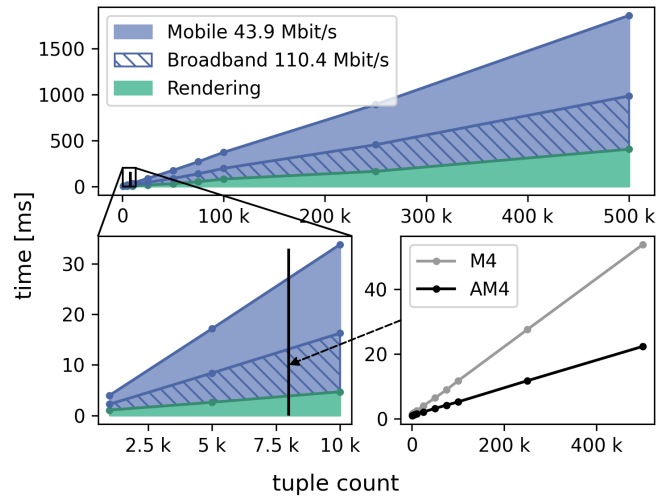 Mobile 43.9 Mbit/s
Broadband 110.4 Mbit/s
Rendering
1500
1000
500
0
0 100 k 200 k 300 k 400 k 500 k
time [ms]
30
20
10
0
2.5 k 5 k 7.5 k 10 k
M4
AM4
40
20
0
0 200 k 400 k
tuple count